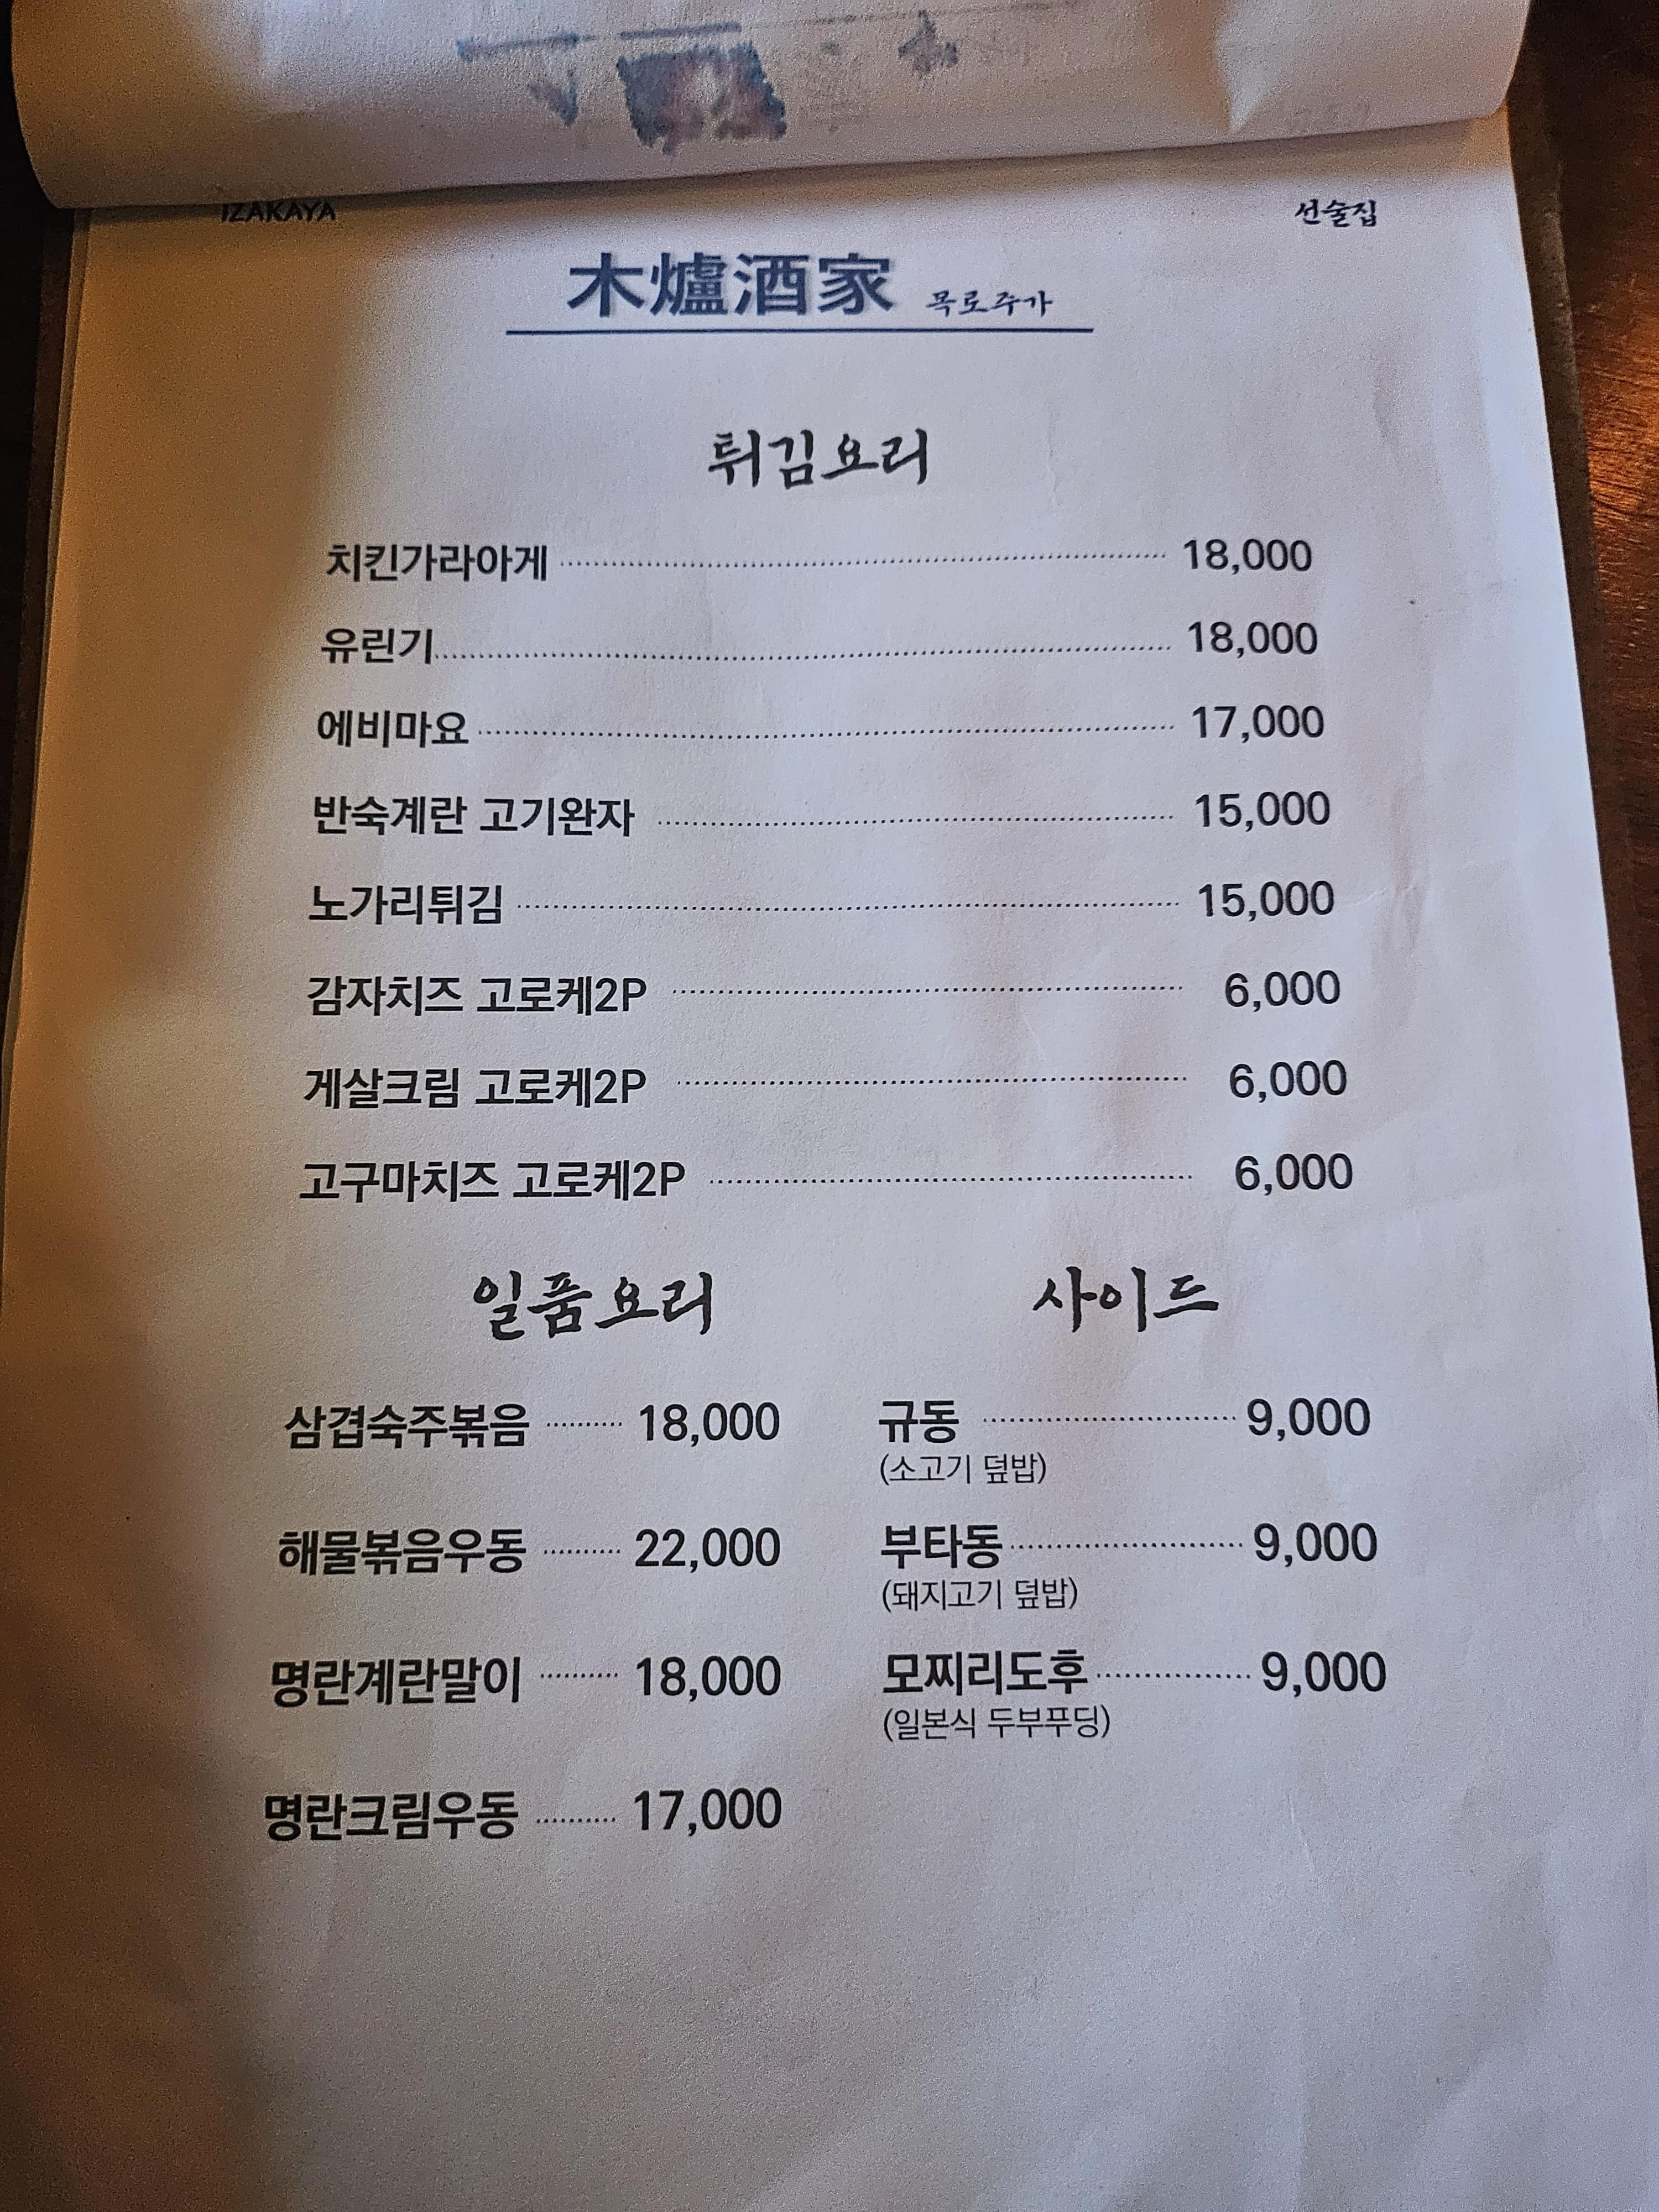 IZAKAYA 선술집
木爐酒家 목로주가
튀김요리
치킨가라아게 18,000
유린기 18,000
에비마요 17,000
반숙계란 고기완자 15,000
노가리튀김 15,000
감자치즈 고로케2P 6,000
게살크림 고로케2P 6,000
고구마치즈 고로케2P 6,000
일품요리
삼겹숙주볶음 18,000
해물볶음우동 22,000
명란계란말이 18,000
명란크림우동 17,000
사이드
규동 9,000
(소고기 덮밥)
부타동 9,000
(돼지고기 덮밥)
모찌리도후 9,000
(일본식 두부푸딩)